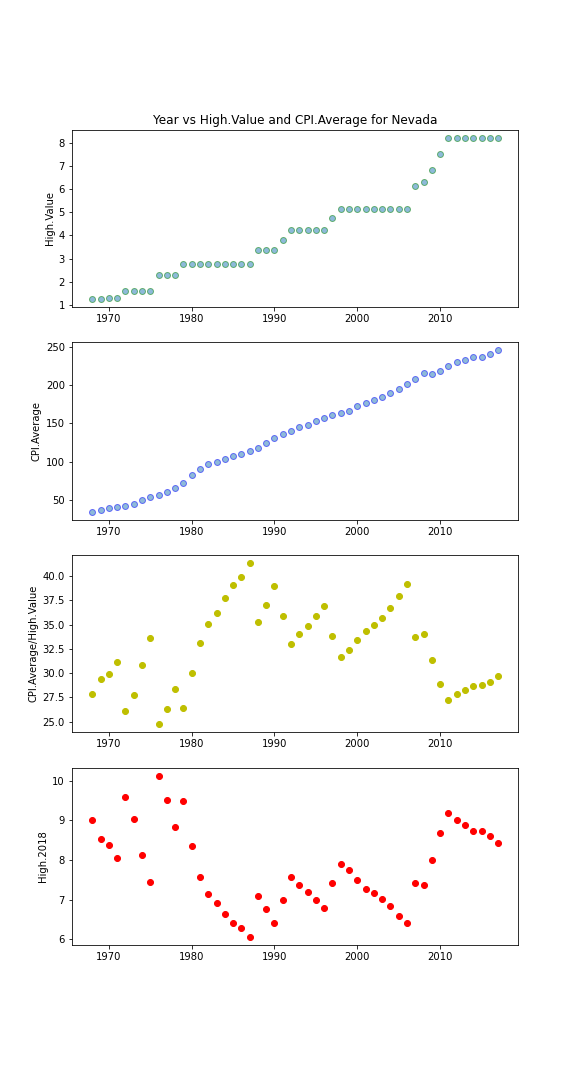 Year vs High.Value and CPI.Average for Nevada
8
7
6
5
4
3
2
1
High.Value
1970 1980 1990 2000 2010
250
200
150
100
50
CPI.Average
1970 1980 1990 2000 2010
40.0
37.5
35.0
32.5
30.0
27.5
25.0
CPI.Average/High.Value
1970 1980 1990 2000 2010
10
9
8
7
6
High.2018
1970 1980 1990 2000 2010